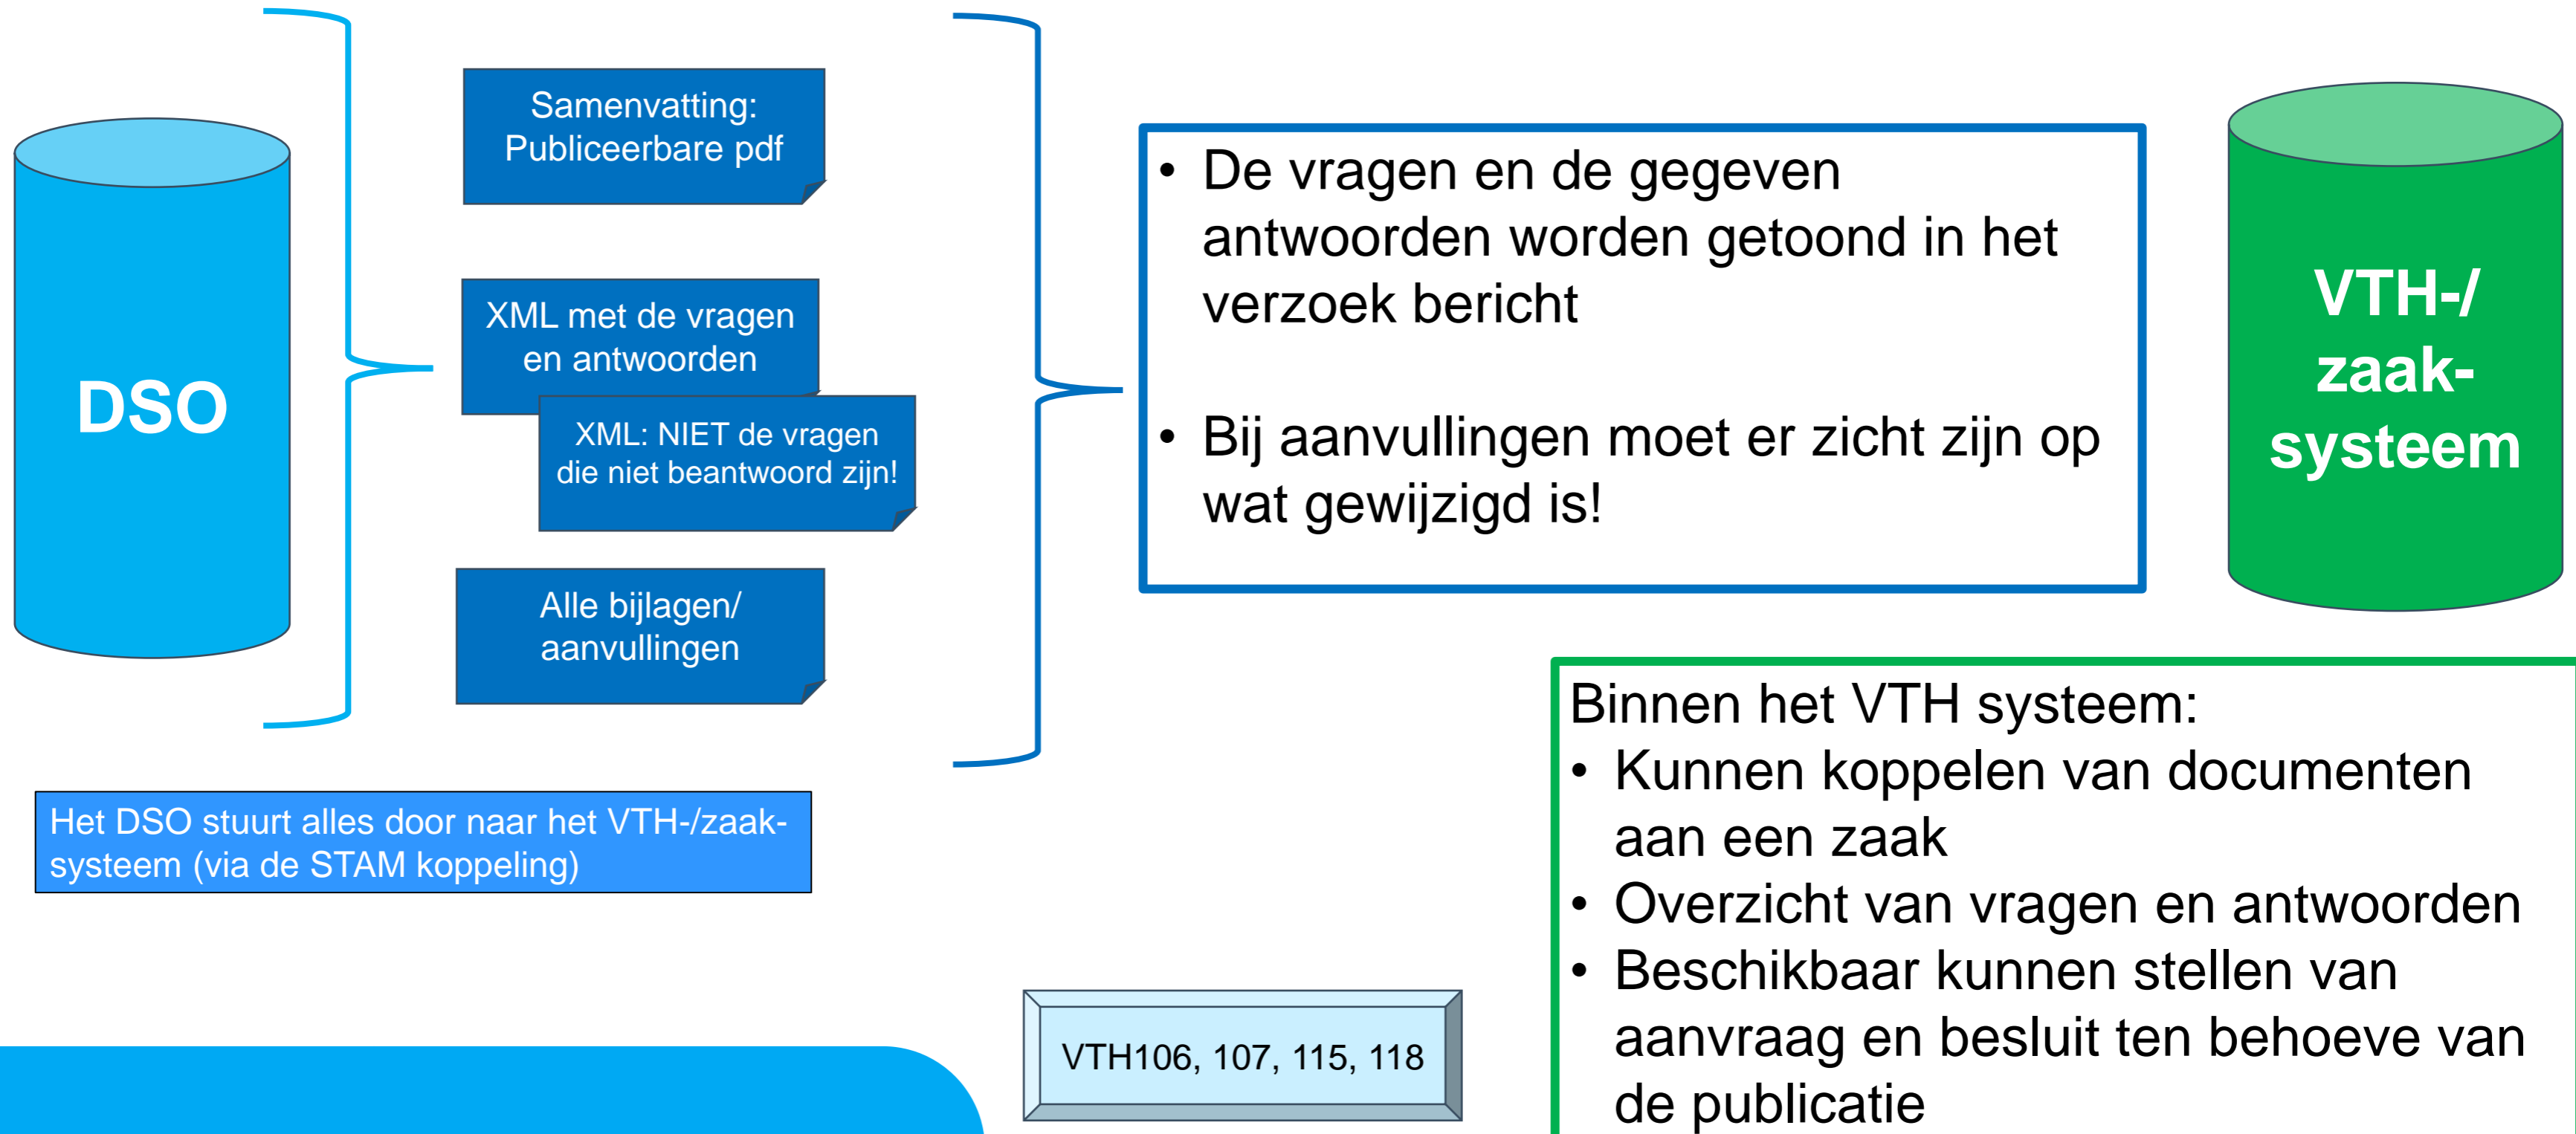 DSO
Samenvatting:
Publiceerbare pdf
XML met de vragen
en antwoorden
XML: NIET de vragen
die niet beantwoord zijn!
Alle bijlagen/
aanvullingen
Het DSO stuurt alles door naar het VTH-/zaak-
systeem (via de STAM koppeling)
• De vragen en de gegeven
antwoorden worden getoond in het
verzoek bericht
• Bij aanvullingen moet er zicht zijn op
wat gewijzigd is!
VTH-/
zaak-
systeem
Binnen het VTH systeem:
• Kunnen koppelen van documenten
aan een zaak
• Overzicht van vragen en antwoorden
• Beschikbaar kunnen stellen van
aanvraag en besluit ten behoeve van
de publicatie
VTH106, 107, 115, 118